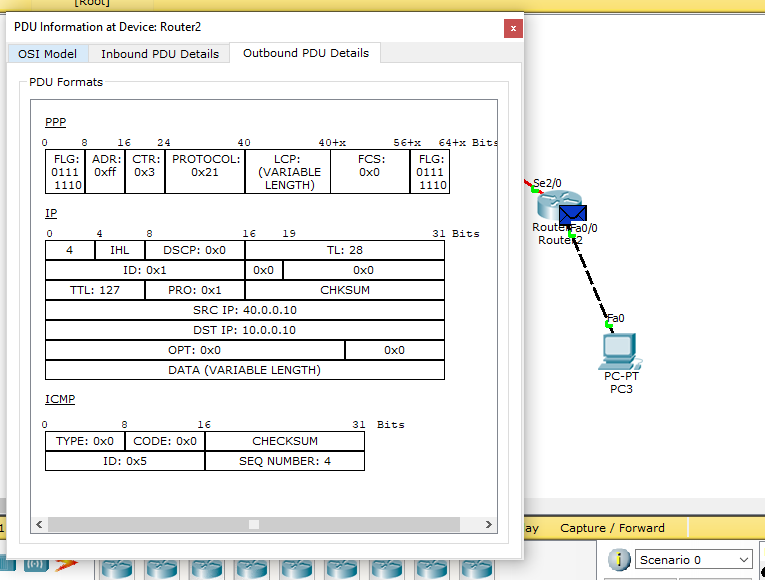 [Root]
PDU Information at Device: Router2
x
OSI Model Inbound PDU Details Outbound PDU Details
PDU Formats
PPP
0 8 16 24 40 40+x 56+x 64+x Bits
FLG: 0111 1110
ADR: 0xff
CTR: 0x3
PROTOCOL: 0x21
LCP: (VARIABLE LENGTH)
FCS: 0x0
FLG: 0111 1110
IP
0 4 8 16 19 31 Bits
4 IHL DSCP: 0x0 TL: 28
ID: 0x1 0x0 0x0
TTL: 127 PRO: 0x1 CHKSUM
SRC IP: 40.0.0.10
DST IP: 10.0.0.10
OPT: 0x0 0x0
DATA (VARIABLE LENGTH)
ICMP
0 8 16 31 Bits
TYPE: 0x0 CODE: 0x0 CHECKSUM
ID: 0x5 SEQ NUMBER: 4
Se2/0
Fa0/0
Router2
Fa0
PC-PT
PC3
ay Capture / Forward
Scenario 0